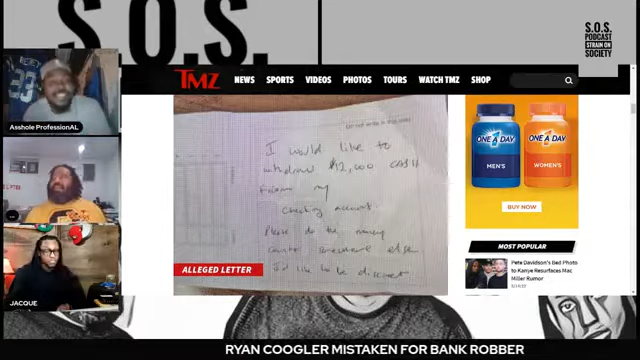 S.O.S.
S.O.S.
PODCAST
STRAIN ON
SOCIETY
Asshole ProfessionAL
JACQUE
TMZ
NEWS SPORTS VIDEOS PHOTOS TOURS WATCH TMZ SHOP
I would like to
withdraw $12,000 CASH
from my
checking account.
Please do the money
count somewhere else
I'd like to be discreet
ALLEGED LETTER
ONE A DAY
MEN'S
ONE A DAY
WOMEN'S
BUY NOW
MOST POPULAR
Pete Davidson's Bed Photo
to Kanye Resurfaces Mac
Miller Rumor
RYAN COOGLER MISTAKEN FOR BANK ROBBER